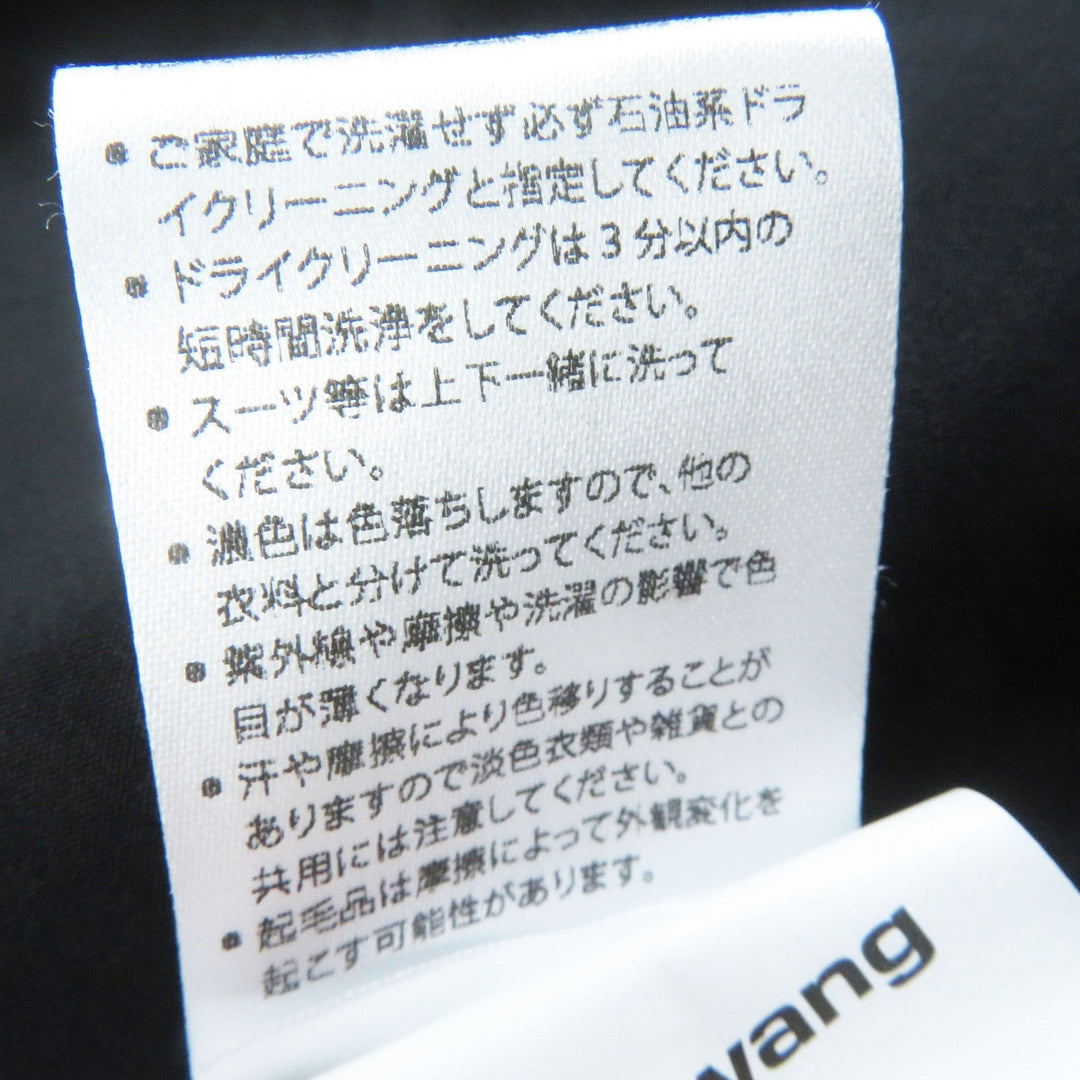 • ご家庭で洗濯せず必ず石油系ドラ
イクリーニングと指定してください。
• ドライクリーニングは3分以内の
短時間洗浄をしてください。
• スーツ等は上下一緒に洗って
ください。
• 濃色は色落ちしますので、他の
衣料と分けて洗ってください。
• 紫外線や摩擦や洗濯の影響で色
目が薄くなります。
• 汗や摩擦により色移りすることが
ありますので淡色衣類や雑貨との
共用には注意してください。
• 起毛品は摩擦によって外観変化を
起こす可能性があります。
wang